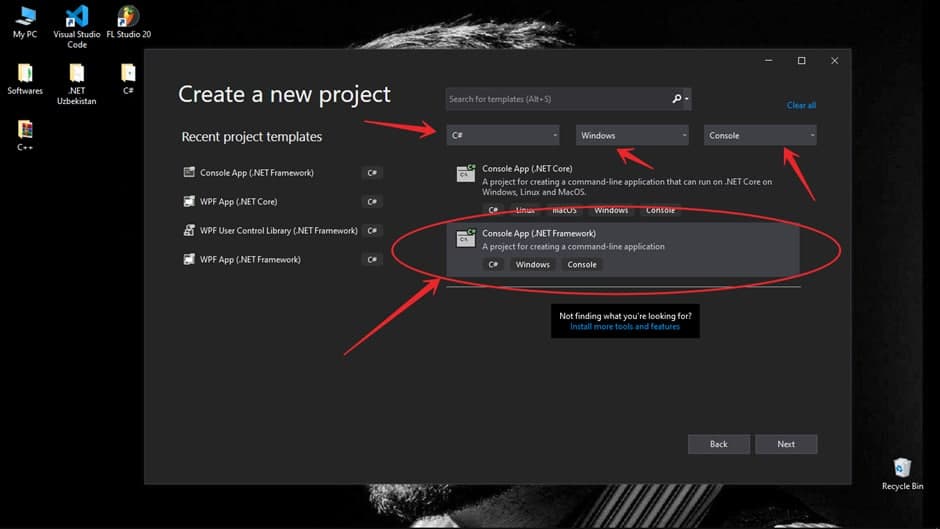 My PC
Visual Studio
Code
FL Studio 20
Softwares
.NET
Uzbekistan
C#
C++
Create a new project
Search for templates (Alt+S)
Clear all
C#
Windows
Console
Recent project templates
Console App (.NET Framework)
C#
WPF App (.NET Core)
C#
WPF User Control Library (.NET Framework)
C#
WPF App (.NET Framework)
C#
Console App (.NET Core)
A project for creating a command-line application that can run on .NET Core on
Windows, Linux and MacOS.
C# Linux macOS Windows Console
Console App (.NET Framework)
A project for creating a command-line application
C# Windows Console
Not finding what you're looking for?
Install more tools and features
Back
Next
Recycle Bin